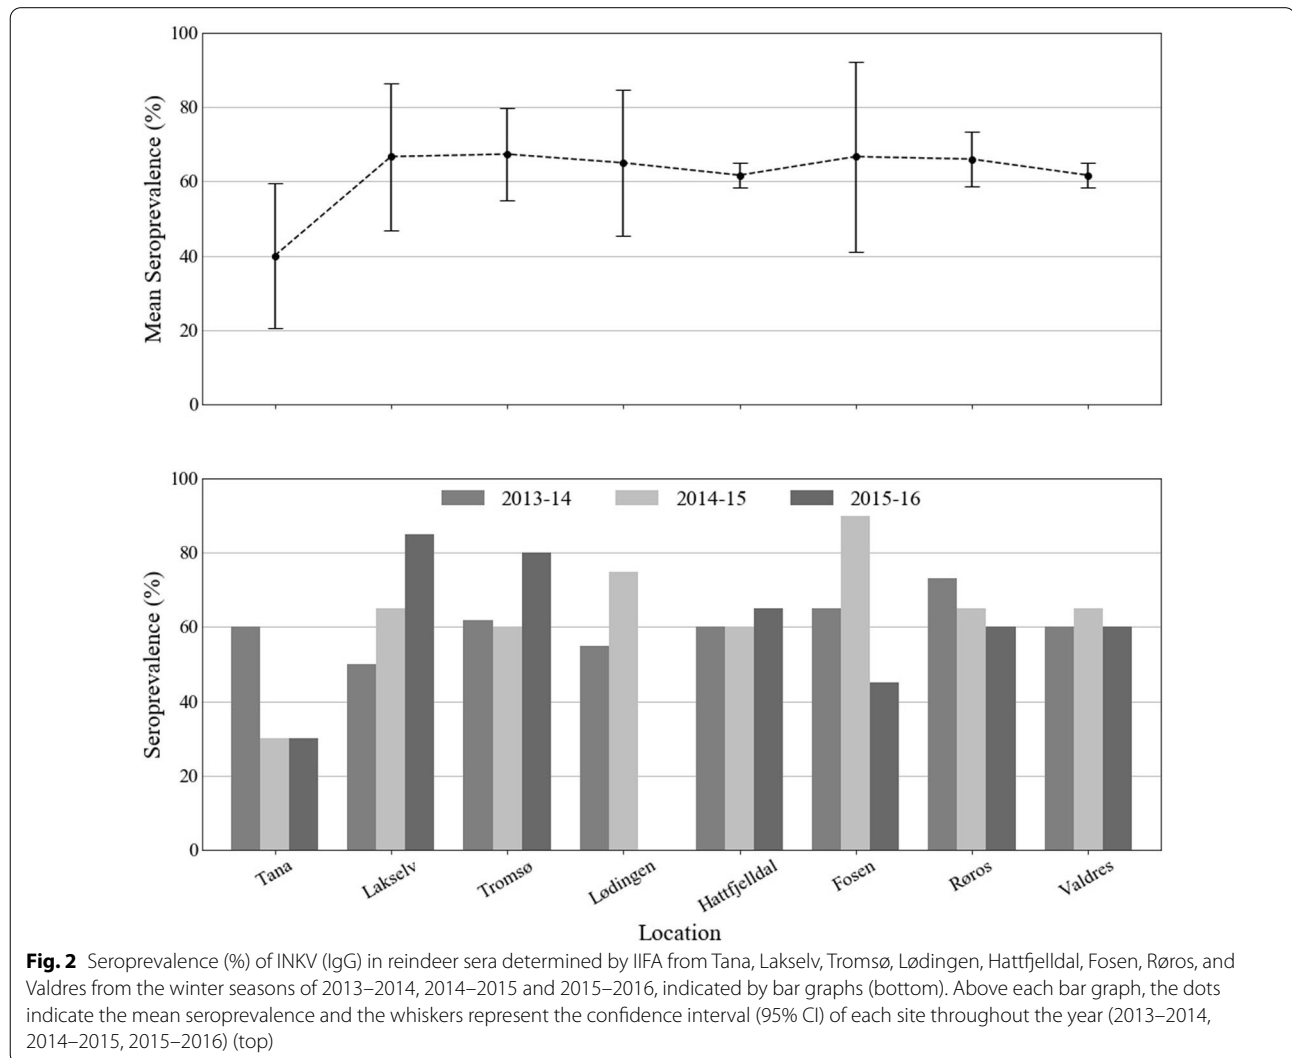 100
80
60
40
20
0
Mean Seroprevalence (%)
100
80
60
40
20
0
Seroprevalence (%)
2013-14 2014-15 2015-16
Tana Lakselv Tromsø Lødingen Hattfjelldal Fosen Røros Valdres
Location
Fig. 2 Seroprevalence (%) of INKV (IgG) in reindeer sera determined by IIFA from Tana, Lakselv, Tromsø, Lødingen, Hattfjelldal, Fosen, Røros, and
Valdres from the winter seasons of 2013–2014, 2014–2015 and 2015–2016, indicated by bar graphs (bottom). Above each bar graph, the dots
indicate the mean seroprevalence and the whiskers represent the confidence interval (95% CI) of each site throughout the year (2013–2014,
2014–2015, 2015–2016) (top)